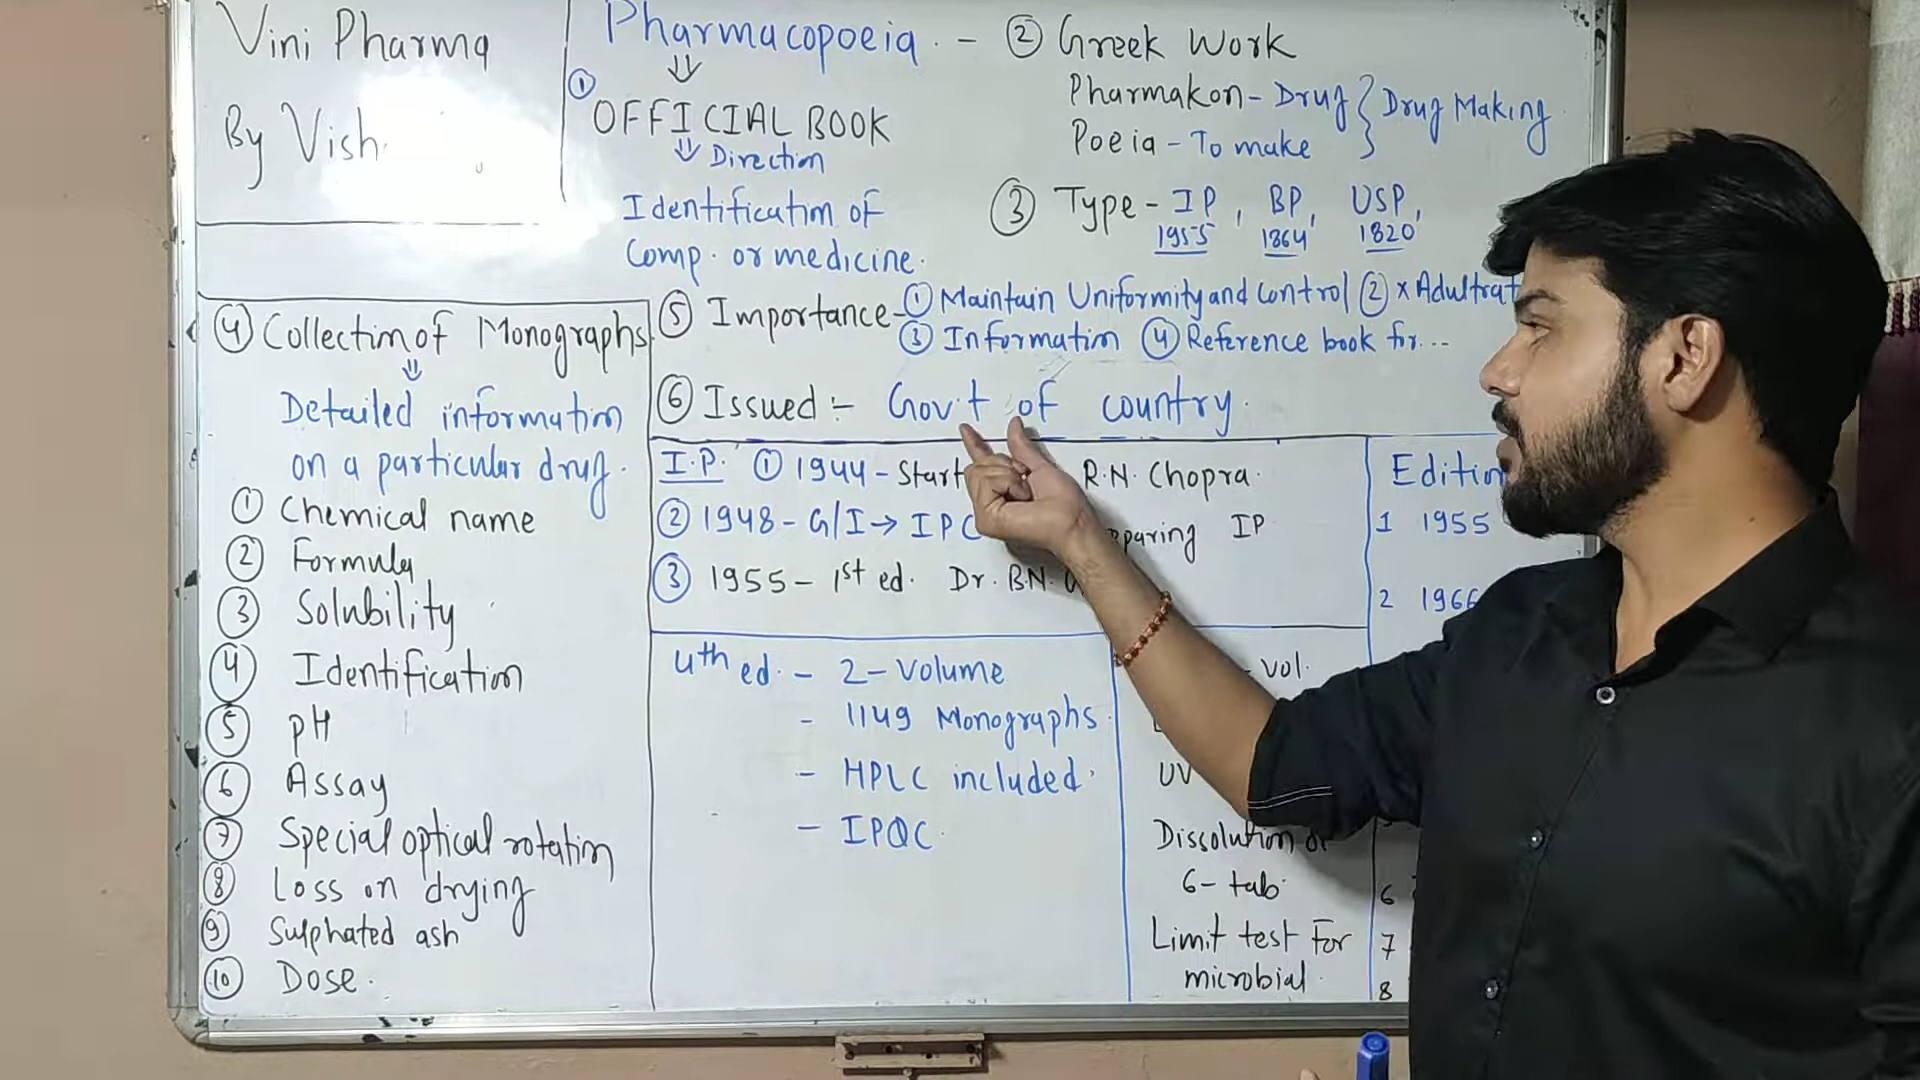 Vini Pharma
By Vish
Pharmacopoeia. -
① OFFICIAL BOOK
Direction
Identification of
Comp. or medicine.
② Greek Work
Pharmakon - Drug
Poeia - To make
Drug Making
③ Type - IP, BP, USP,
1955 1864 1820
④ Collection of Monographs
Detailed information
on a particular drug.
① Chemical name
② Formula
③ Solubility
④ Identification
⑤ pH
⑥ Assay
⑦ Special optical rotation
⑧ Loss on drying
⑨ Sulphated ash
⑩ Dose.
⑤ Importance - ① Maintain Uniformity and Control ② x Adultrat
③ Information ④ Reference book for...
⑥ Issued :- Gov.t of country.
I.P. ① 1944 - Start R.N. Chopra.
② 1948 - G/I → IPC paring IP
③ 1955 - 1st ed. Dr. B.N.
4th ed. - 2 - Volume
- 1149 Monographs.
- HPLC included.
- IPQC.
- vol.
UV
Dissolution of
6 - tab.
Limit test For
microbial.
Edition
1 1955
2 1966
6
7
8